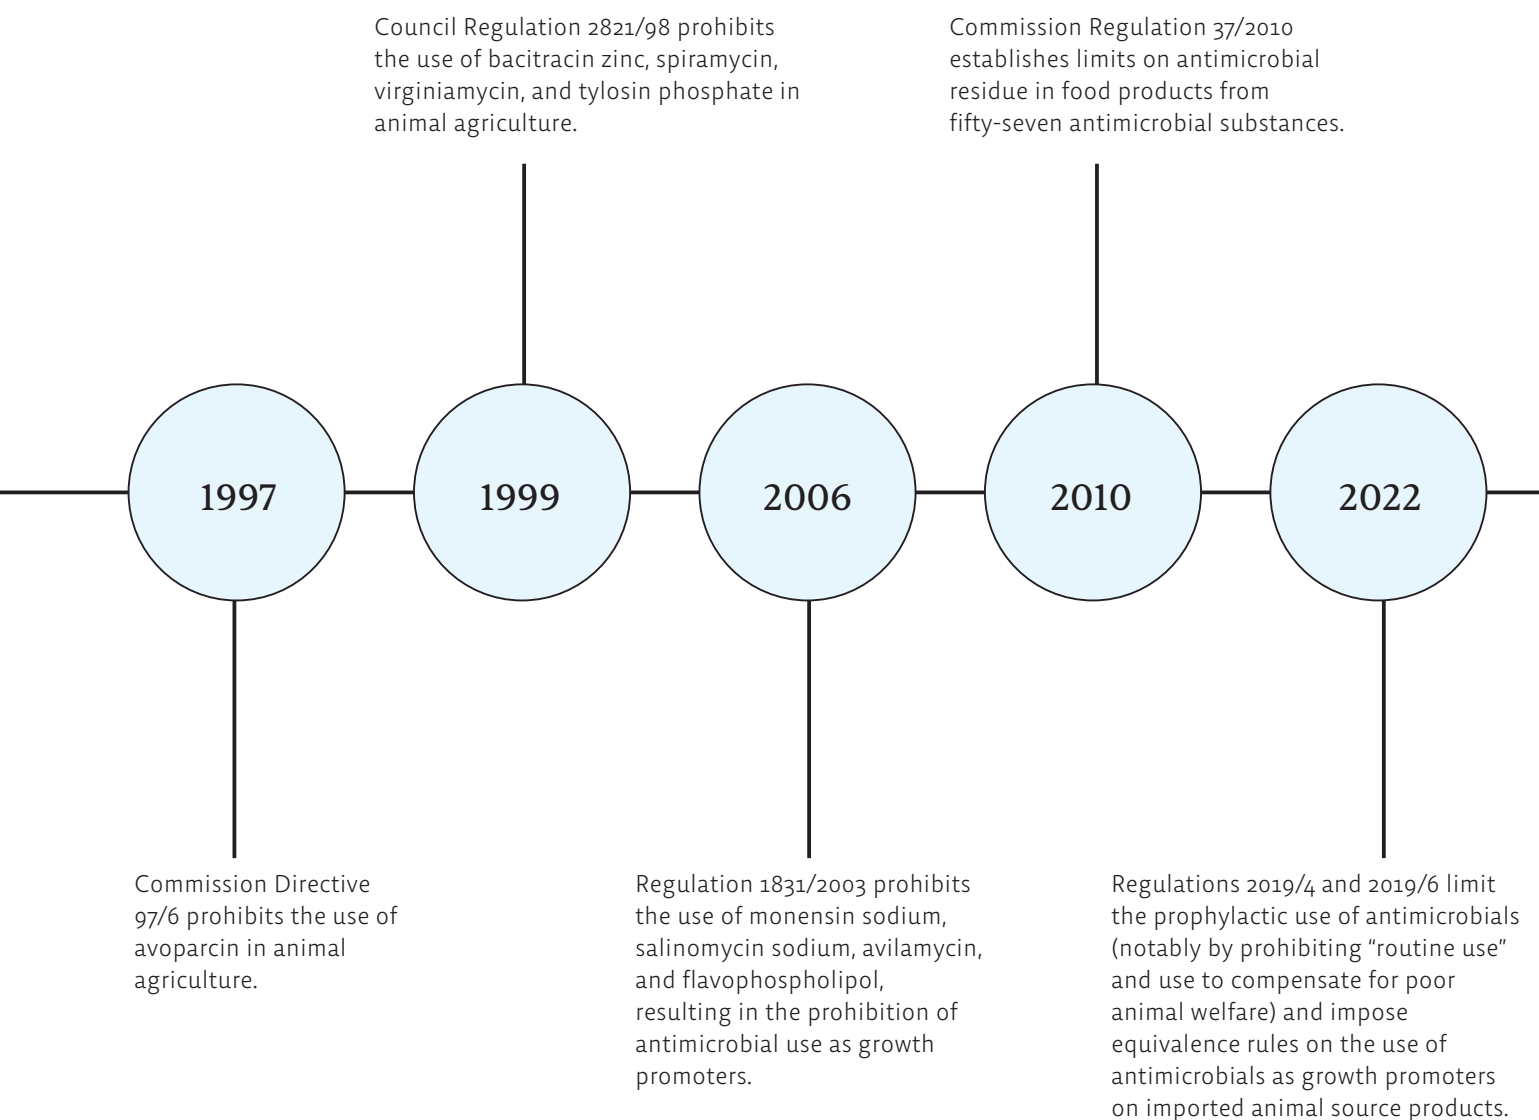 Council Regulation 2821/98 prohibits
the use of bacitracin zinc, spiramycin,
virginiamycin, and tylosin phosphate in
animal agriculture.
Commission Regulation 37/2010
establishes limits on antimicrobial
residue in food products from
fifty-seven antimicrobial substances.
1997
1999
2006
2010
2022
Commission Directive
97/6 prohibits the use of
avoparcin in animal
agriculture.
Regulation 1831/2003 prohibits
the use of monensin sodium,
salinomycin sodium, avilamycin,
and flavophospholipol,
resulting in the prohibition of
antimicrobial use as growth
promoters.
Regulations 2019/4 and 2019/6 limit
the prophylactic use of antimicrobials
(notably by prohibiting “routine use”
and use to compensate for poor
animal welfare) and impose
equivalence rules on the use of
antimicrobials as growth promoters
on imported animal source products.